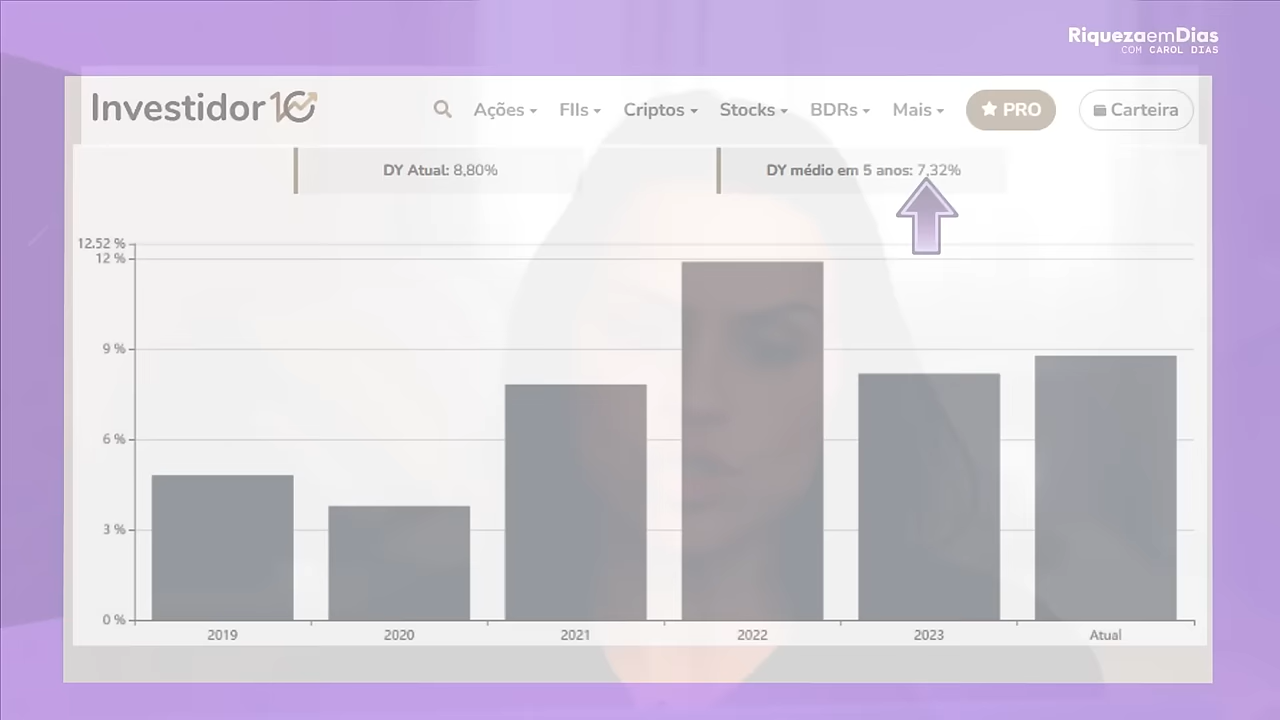 RiquezaemDias
COM CAROL DIAS
Investidor10
Ações FIIs Criptos Stocks BDRs Mais PRO Carteira
DY Atual: 8,80% DY médio em 5 anos: 7,32%
12.52 %
12 %
9 %
6 %
3 %
0 %
2019 2020 2021 2022 2023 Atual